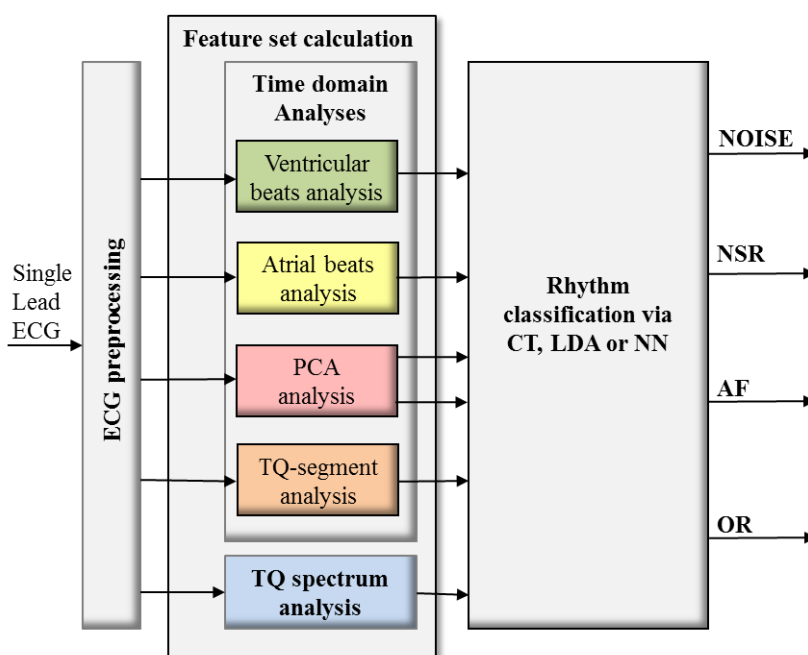 Single
Lead
ECG
ECG preprocessing
Feature set calculation
Time domain
Analyses
Ventricular
beats analysis
Atrial beats
analysis
PCA
analysis
TQ-segment
analysis
TQ spectrum
analysis
Rhythm
classification via
CT, LDA or NN
NOISE
NSR
AF
OR